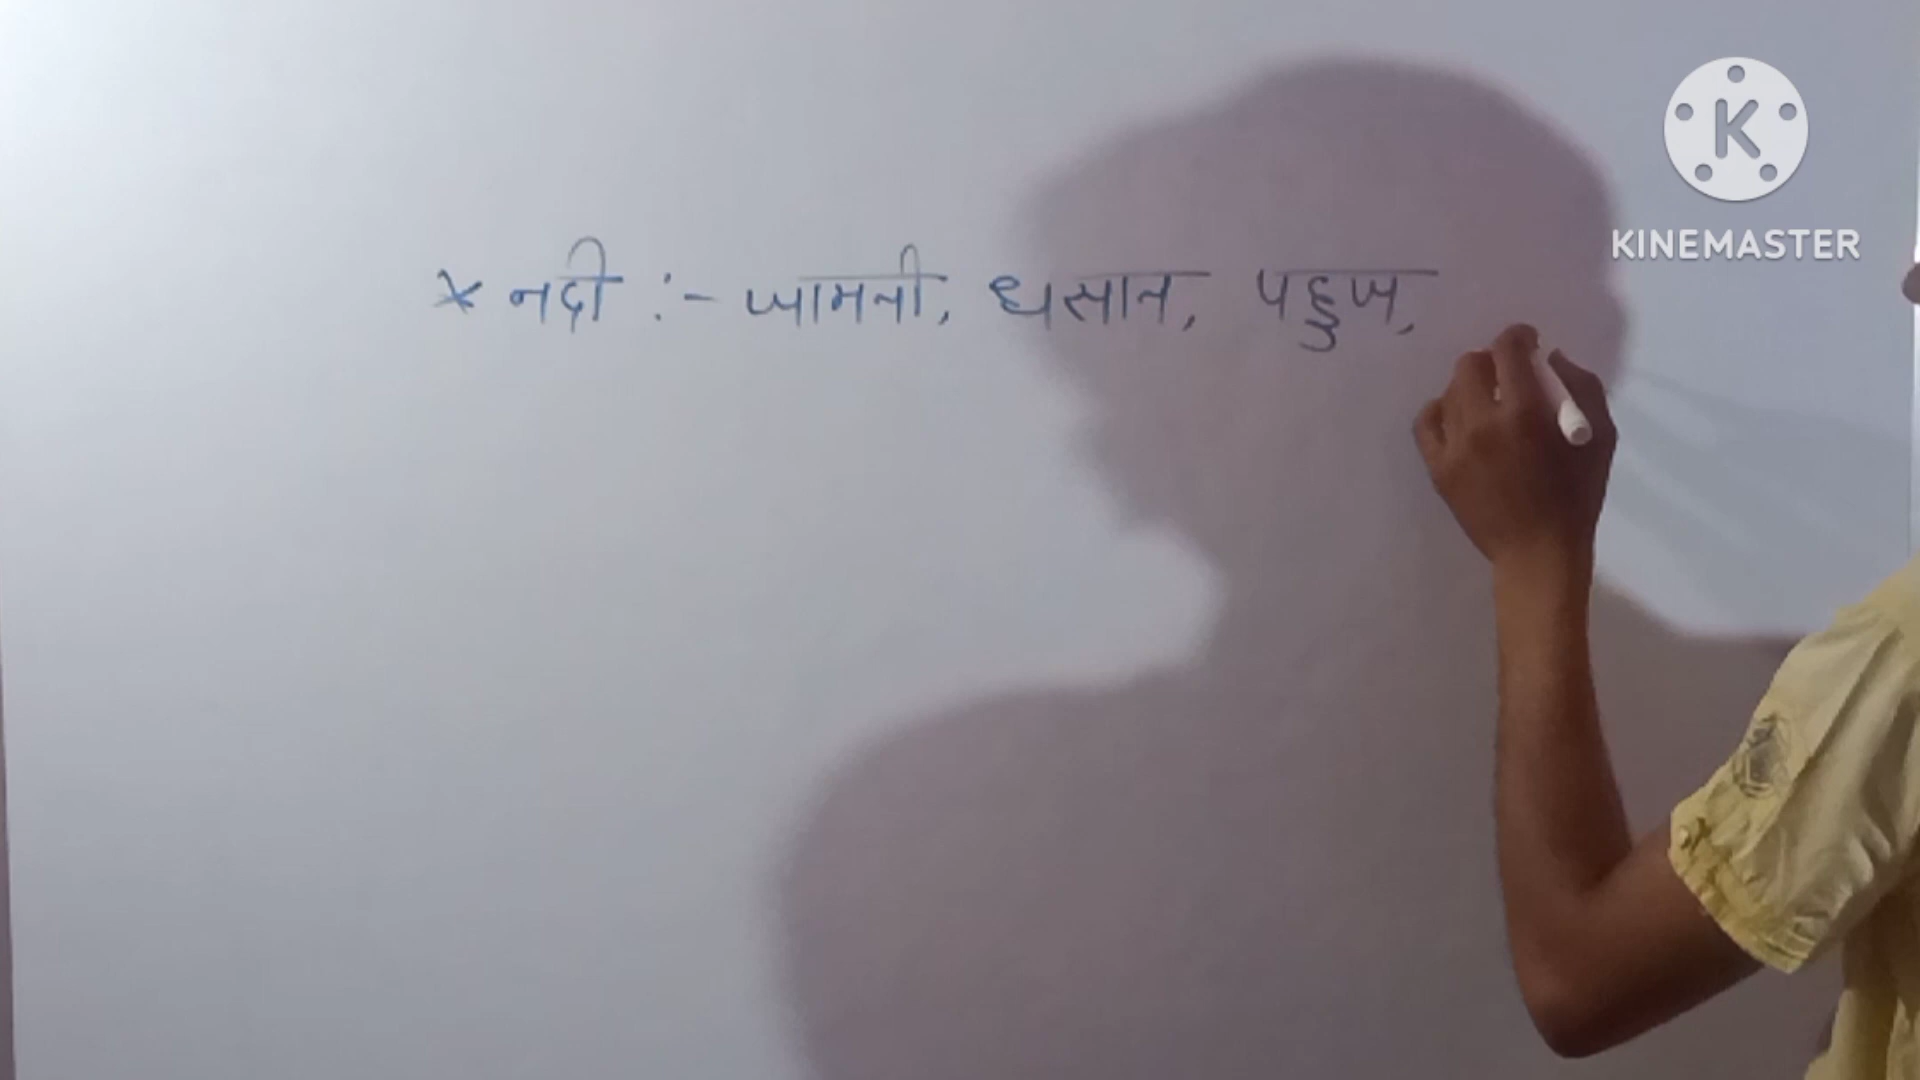 * नदी :- जामनी, धसान, पहुज,
K
KINEMASTER